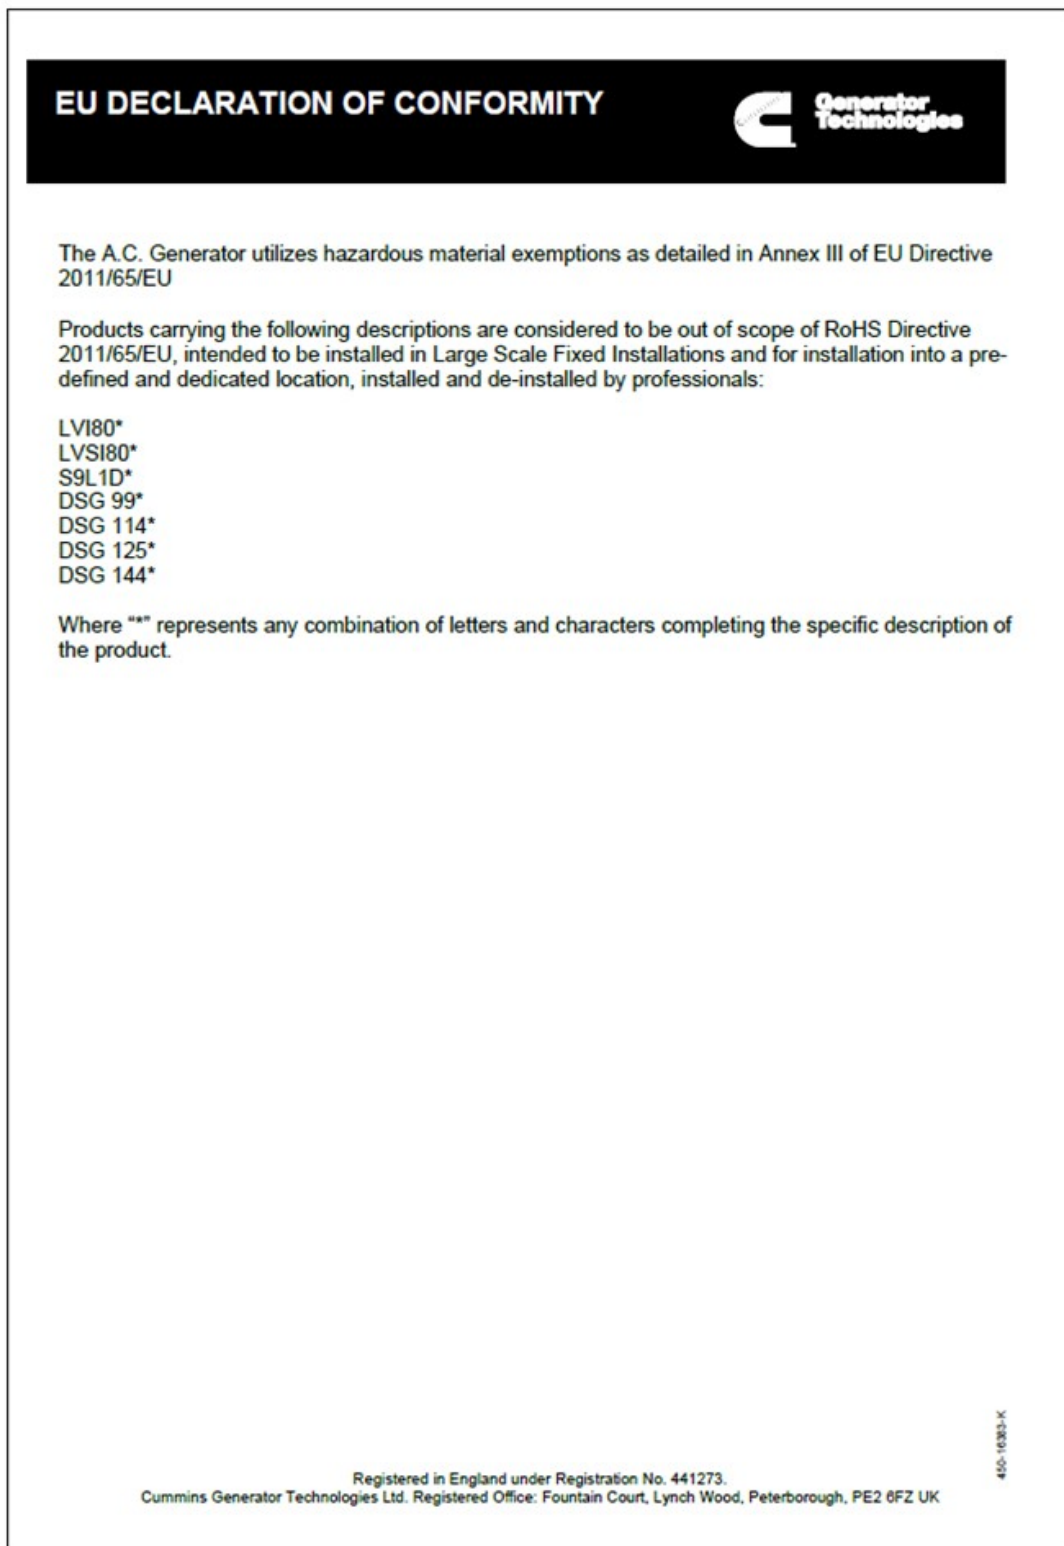 EU DECLARATION OF CONFORMITY
Generator
Technologies
The A.C. Generator utilizes hazardous material exemptions as detailed in Annex III of EU Directive
2011/65/EU
Products carrying the following descriptions are considered to be out of scope of RoHS Directive
2011/65/EU, intended to be installed in Large Scale Fixed Installations and for installation into a pre-
defined and dedicated location, installed and de-installed by professionals:
LVI80*
LVSI80*
S9L1D*
DSG 99*
DSG 114*
DSG 125*
DSG 144*
Where “*” represents any combination of letters and characters completing the specific description of
the product.
450-16383-K
Registered in England under Registration No. 441273.
Cummins Generator Technologies Ltd. Registered Office: Fountain Court, Lynch Wood, Peterborough, PE2 6FZ UK